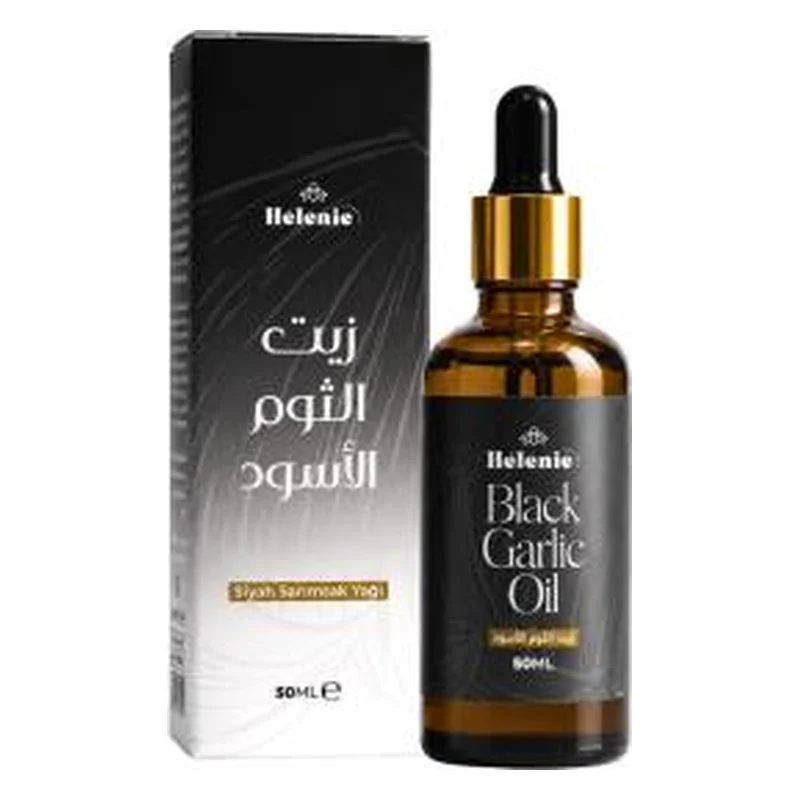 Helenie
زيت
الثوم
الأسود
Siyah Sarımsak Yağı
50ML e
Helenie
Black
Garlic
Oil
زيت الثوم الأسود
50ML